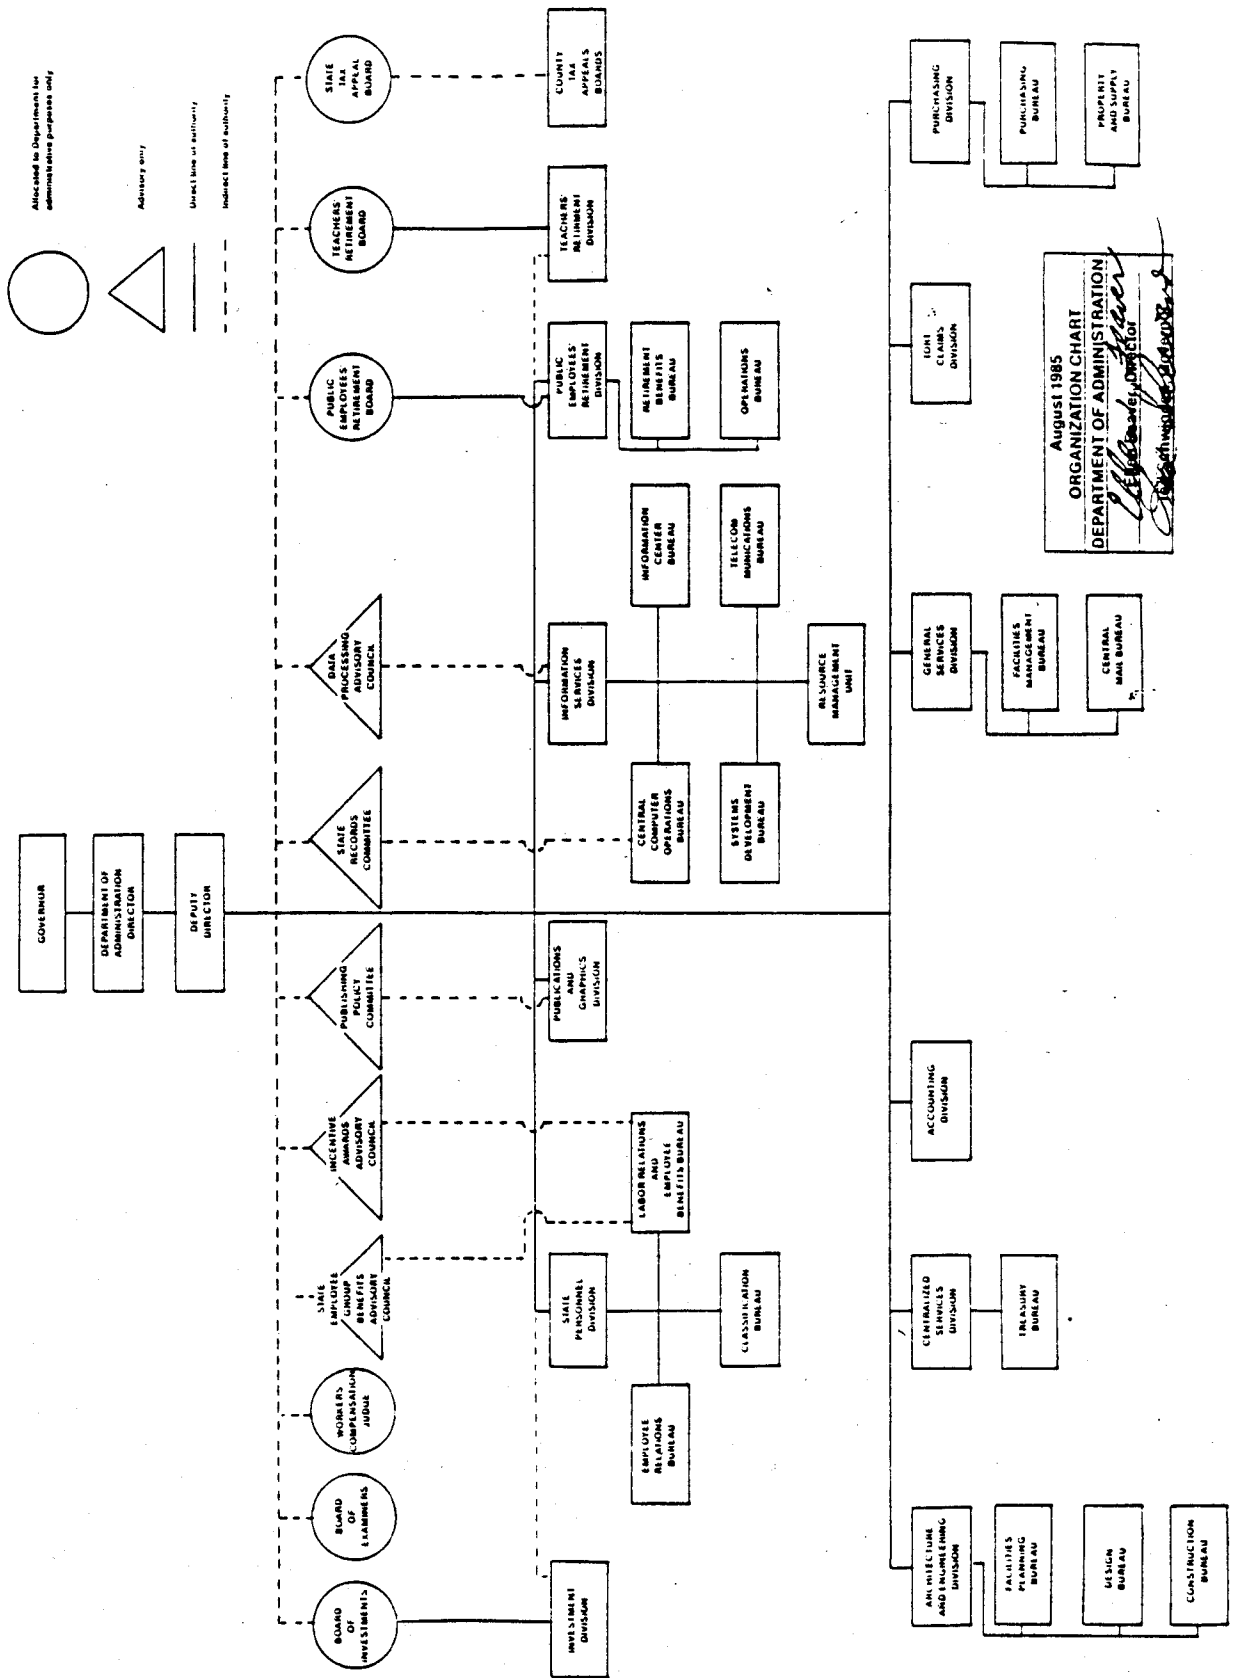 GOVERNOR
DEPARTMENT OF
ADMINISTRATION
DIRECTOR
DEPUTY
DIRECTOR
Allocated to Department for
administrative purposes only
Advisory only
Direct line of authority
Indirect line of authority
BOARD
OF
INVESTMENTS
BOARD
OF
EXAMINERS
WORKERS
COMPENSATION
JUDGE
STATE
EMPLOYEE
GROUP
BENEFITS
ADVISORY
COUNCIL
INCENTIVE
AWARDS
ADVISORY
COUNCIL
PUBLISHING
POLICY
COMMITTEE
STATE
RECORDS
COMMITTEE
DATA
PROCESSING
ADVISORY
COUNCIL
PUBLIC
EMPLOYEES'
RETIREMENT
BOARD
TEACHERS'
RETIREMENT
BOARD
STATE
TAX
APPEAL
BOARD
INVESTMENT
DIVISION
STATE
PERSONNEL
DIVISION
PUBLICATIONS
AND
GRAPHICS
DIVISION
INFORMATION
SERVICES
DIVISION
PUBLIC
EMPLOYEES'
RETIREMENT
DIVISION
TEACHERS'
RETIREMENT
DIVISION
COUNTY
TAX
APPEALS
BOARDS
EMPLOYEE
RELATIONS
BUREAU
LABOR RELATIONS
AND
EMPLOYEE
BENEFITS BUREAU
CLASSIFICATION
BUREAU
CENTRAL
COMPUTER
OPERATIONS
BUREAU
INFORMATION
CENTER
BUREAU
SYSTEMS
DEVELOPMENT
BUREAU
TELECOM
MUNICATIONS
BUREAU
RESOURCE
MANAGEMENT
UNIT
RETIREMENT
BENEFITS
BUREAU
OPERATIONS
BUREAU
ARCHITECTURE
AND ENGINEERING
DIVISION
FACILITIES
PLANNING
BUREAU
DESIGN
BUREAU
CONSTRUCTION
BUREAU
CENTRALIZED
SERVICES
DIVISION
TREASURY
BUREAU
ACCOUNTING
DIVISION
GENERAL
SERVICES
DIVISION
FACILITIES
MANAGEMENT
BUREAU
CENTRAL
MAIL BUREAU
TORT
CLAIMS
DIVISION
PURCHASING
DIVISION
PURCHASING
BUREAU
PROPERTY
AND SUPPLY
BUREAU
August 1985
ORGANIZATION CHART
DEPARTMENT OF ADMINISTRATION
Feaver, Director